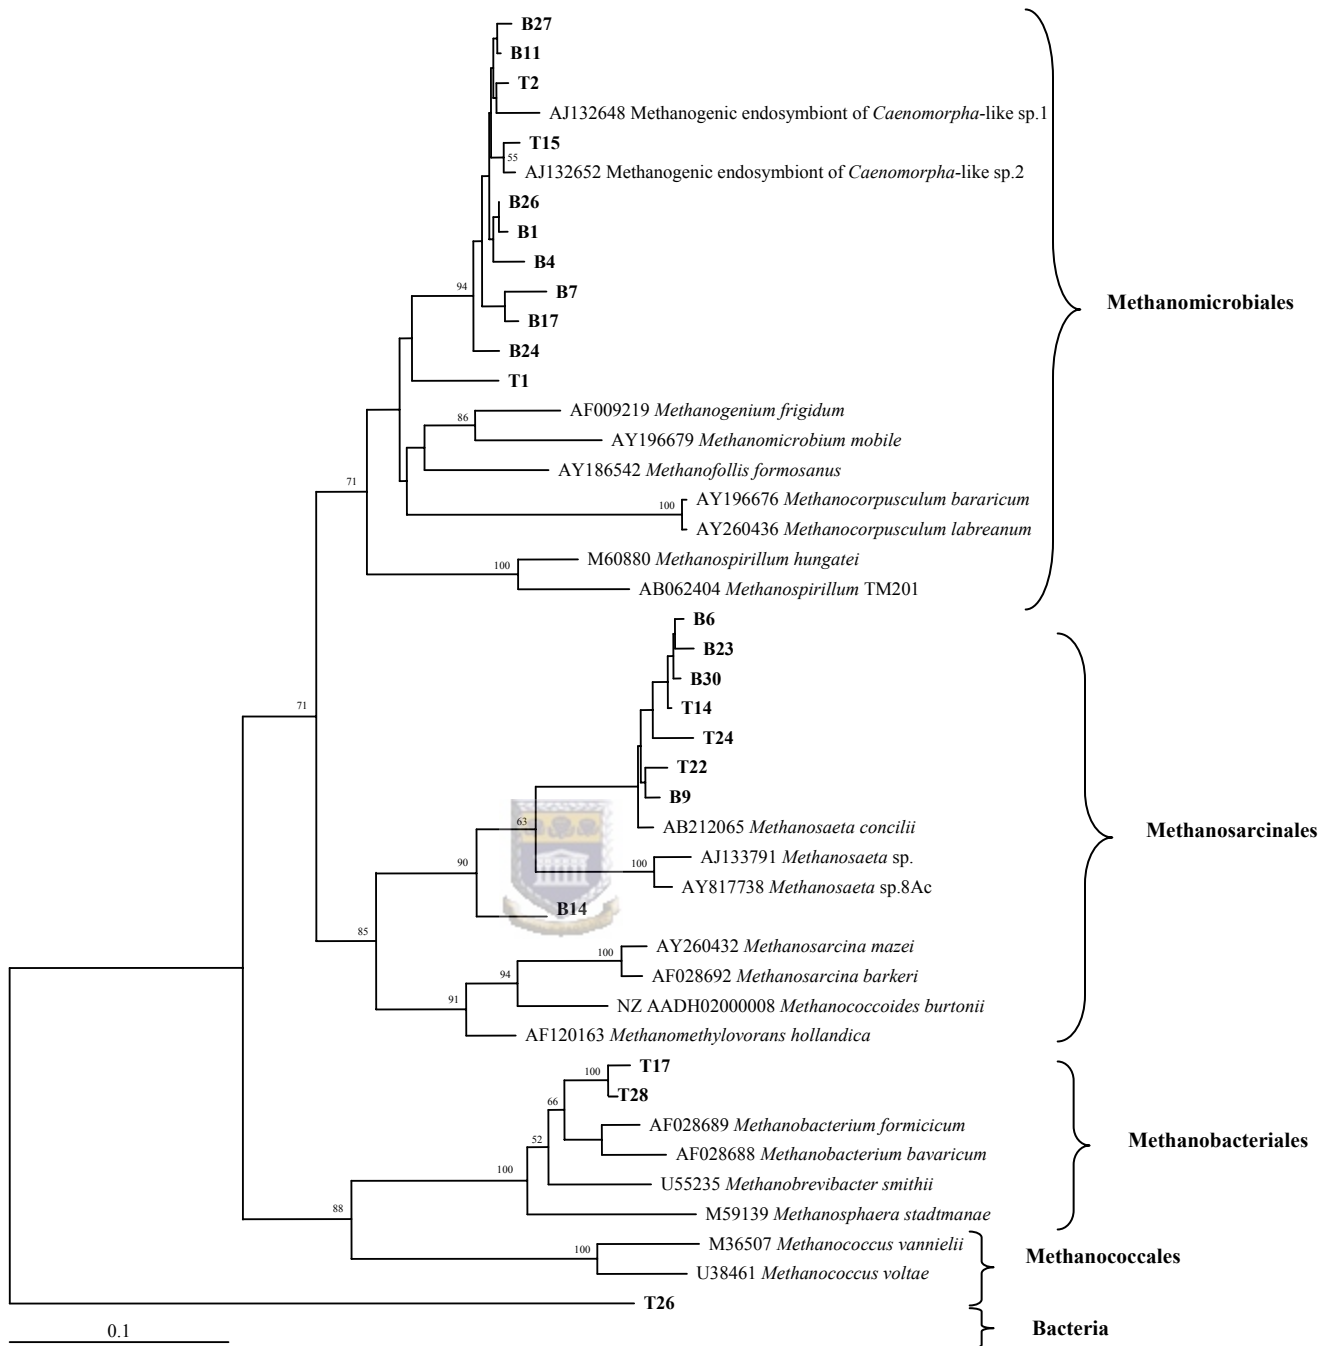 B27
B11
T2
AJ132648 Methanogenic endosymbiont of Caenomorpha-like sp.1
T15
55
AJ132652 Methanogenic endosymbiont of Caenomorpha-like sp.2
B26
B1
B4
94
B7
Methanomicrobiales
B17
B24
T1
AF009219 Methanogenium frigidum
86
AY196679 Methanomicrobium mobile
AY186542 Methanofollis formosanus
71
AY196676 Methanocorpusculum bararicum
100
AY260436 Methanocorpusculum labreanum
M60880 Methanospirillum hungatei
100
AB062404 Methanospirillum TM201
B6
B23
B30
71
T14
T24
T22
B9
63
AB212065 Methanosaeta concilii
Methanosarcinales
90
100
AJ133791 Methanosaeta sp.
AY817738 Methanosaeta sp.8Ac
B14
85
AY260432 Methanosarcina mazei
100
94
AF028692 Methanosarcina barkeri
91
NZ AADH02000008 Methanococcoides burtonii
AF120163 Methanomethylovorans hollandica
T17
100
T28
66
AF028689 Methanobacterium formicicum
52
Methanobacteriales
AF028688 Methanobacterium bavaricum
100
U55235 Methanobrevibacter smithii
88
M59139 Methanosphaera stadtmanae
M36507 Methanococcus vannielii
100
Methanococcales
U38461 Methanococcus voltae
T26
0.1
Bacteria